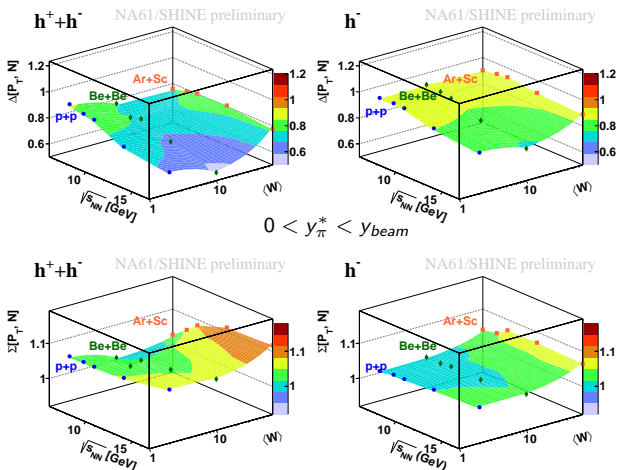 h⁺+h⁻ NA61/SHINE preliminary
Δ[P_T, N]
1.2
1
0.8
0.6
Ar+Sc
Be+Be
p+p
1.2
1
0.8
0.6
10
15
√s_NN [GeV]
1
10
⟨W⟩
h⁻ NA61/SHINE preliminary
Δ[P_T, N]
1.2
1
0.8
0.6
Ar+Sc
Be+Be
p+p
1.2
1
0.8
0.6
10
15
√s_NN [GeV]
1
10
⟨W⟩
0 < y*_π < y_beam
h⁺+h⁻ NA61/SHINE preliminary
Σ[P_T, N]
1.1
1
Ar+Sc
Be+Be
p+p
1.1
1
10
15
√s_NN [GeV]
1
10
⟨W⟩
h⁻ NA61/SHINE preliminary
Σ[P_T, N]
1.1
1
Ar+Sc
Be+Be
p+p
1.1
1
10
15
√s_NN (GeV]
1
10
⟨W⟩